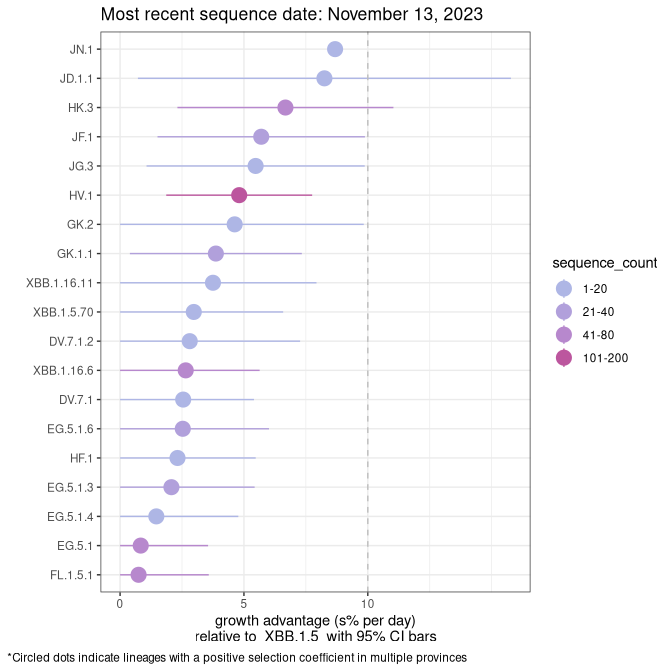 Most recent sequence date: November 13, 2023
JN.1
JD.1.1
HK.3
JF.1
JG.3
HV.1
GK.2
GK.1.1
XBB.1.16.11
XBB.1.5.70
DV.7.1.2
XBB.1.16.6
DV.7.1
EG.5.1.6
HF.1
EG.5.1.3
EG.5.1.4
EG.5.1
FL.1.5.1
0 5 10
growth advantage (s% per day)
relative to XBB.1.5 with 95% CI bars
sequence_count
1-20
21-40
41-80
101-200
*Circled dots indicate lineages with a positive selection coefficient in multiple provinces